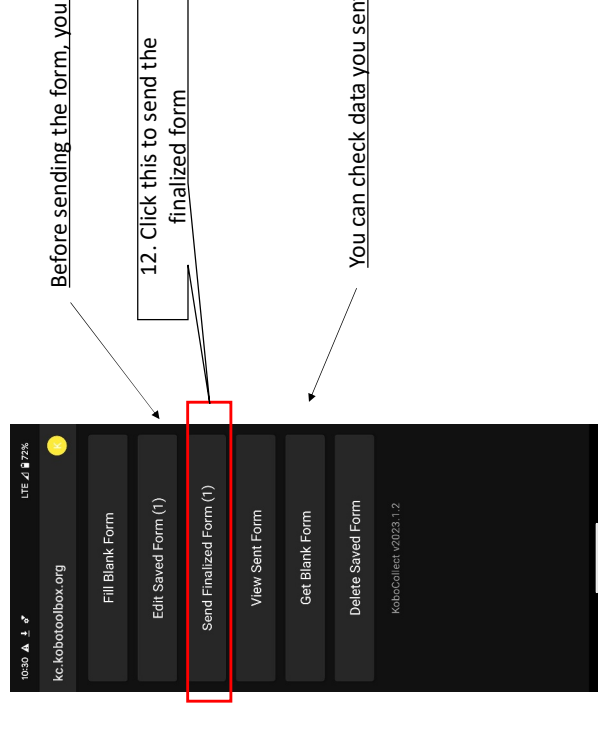 Before sending the form, you
12. Click this to send the
finalized form
You can check data you sen
10:30
LTE
72%
kc.kobotoolbox.org
K
Fill Blank Form
Edit Saved Form (1)
Send Finalized Form (1)
View Sent Form
Get Blank Form
Delete Saved Form
KoboCollect v2023.1.2